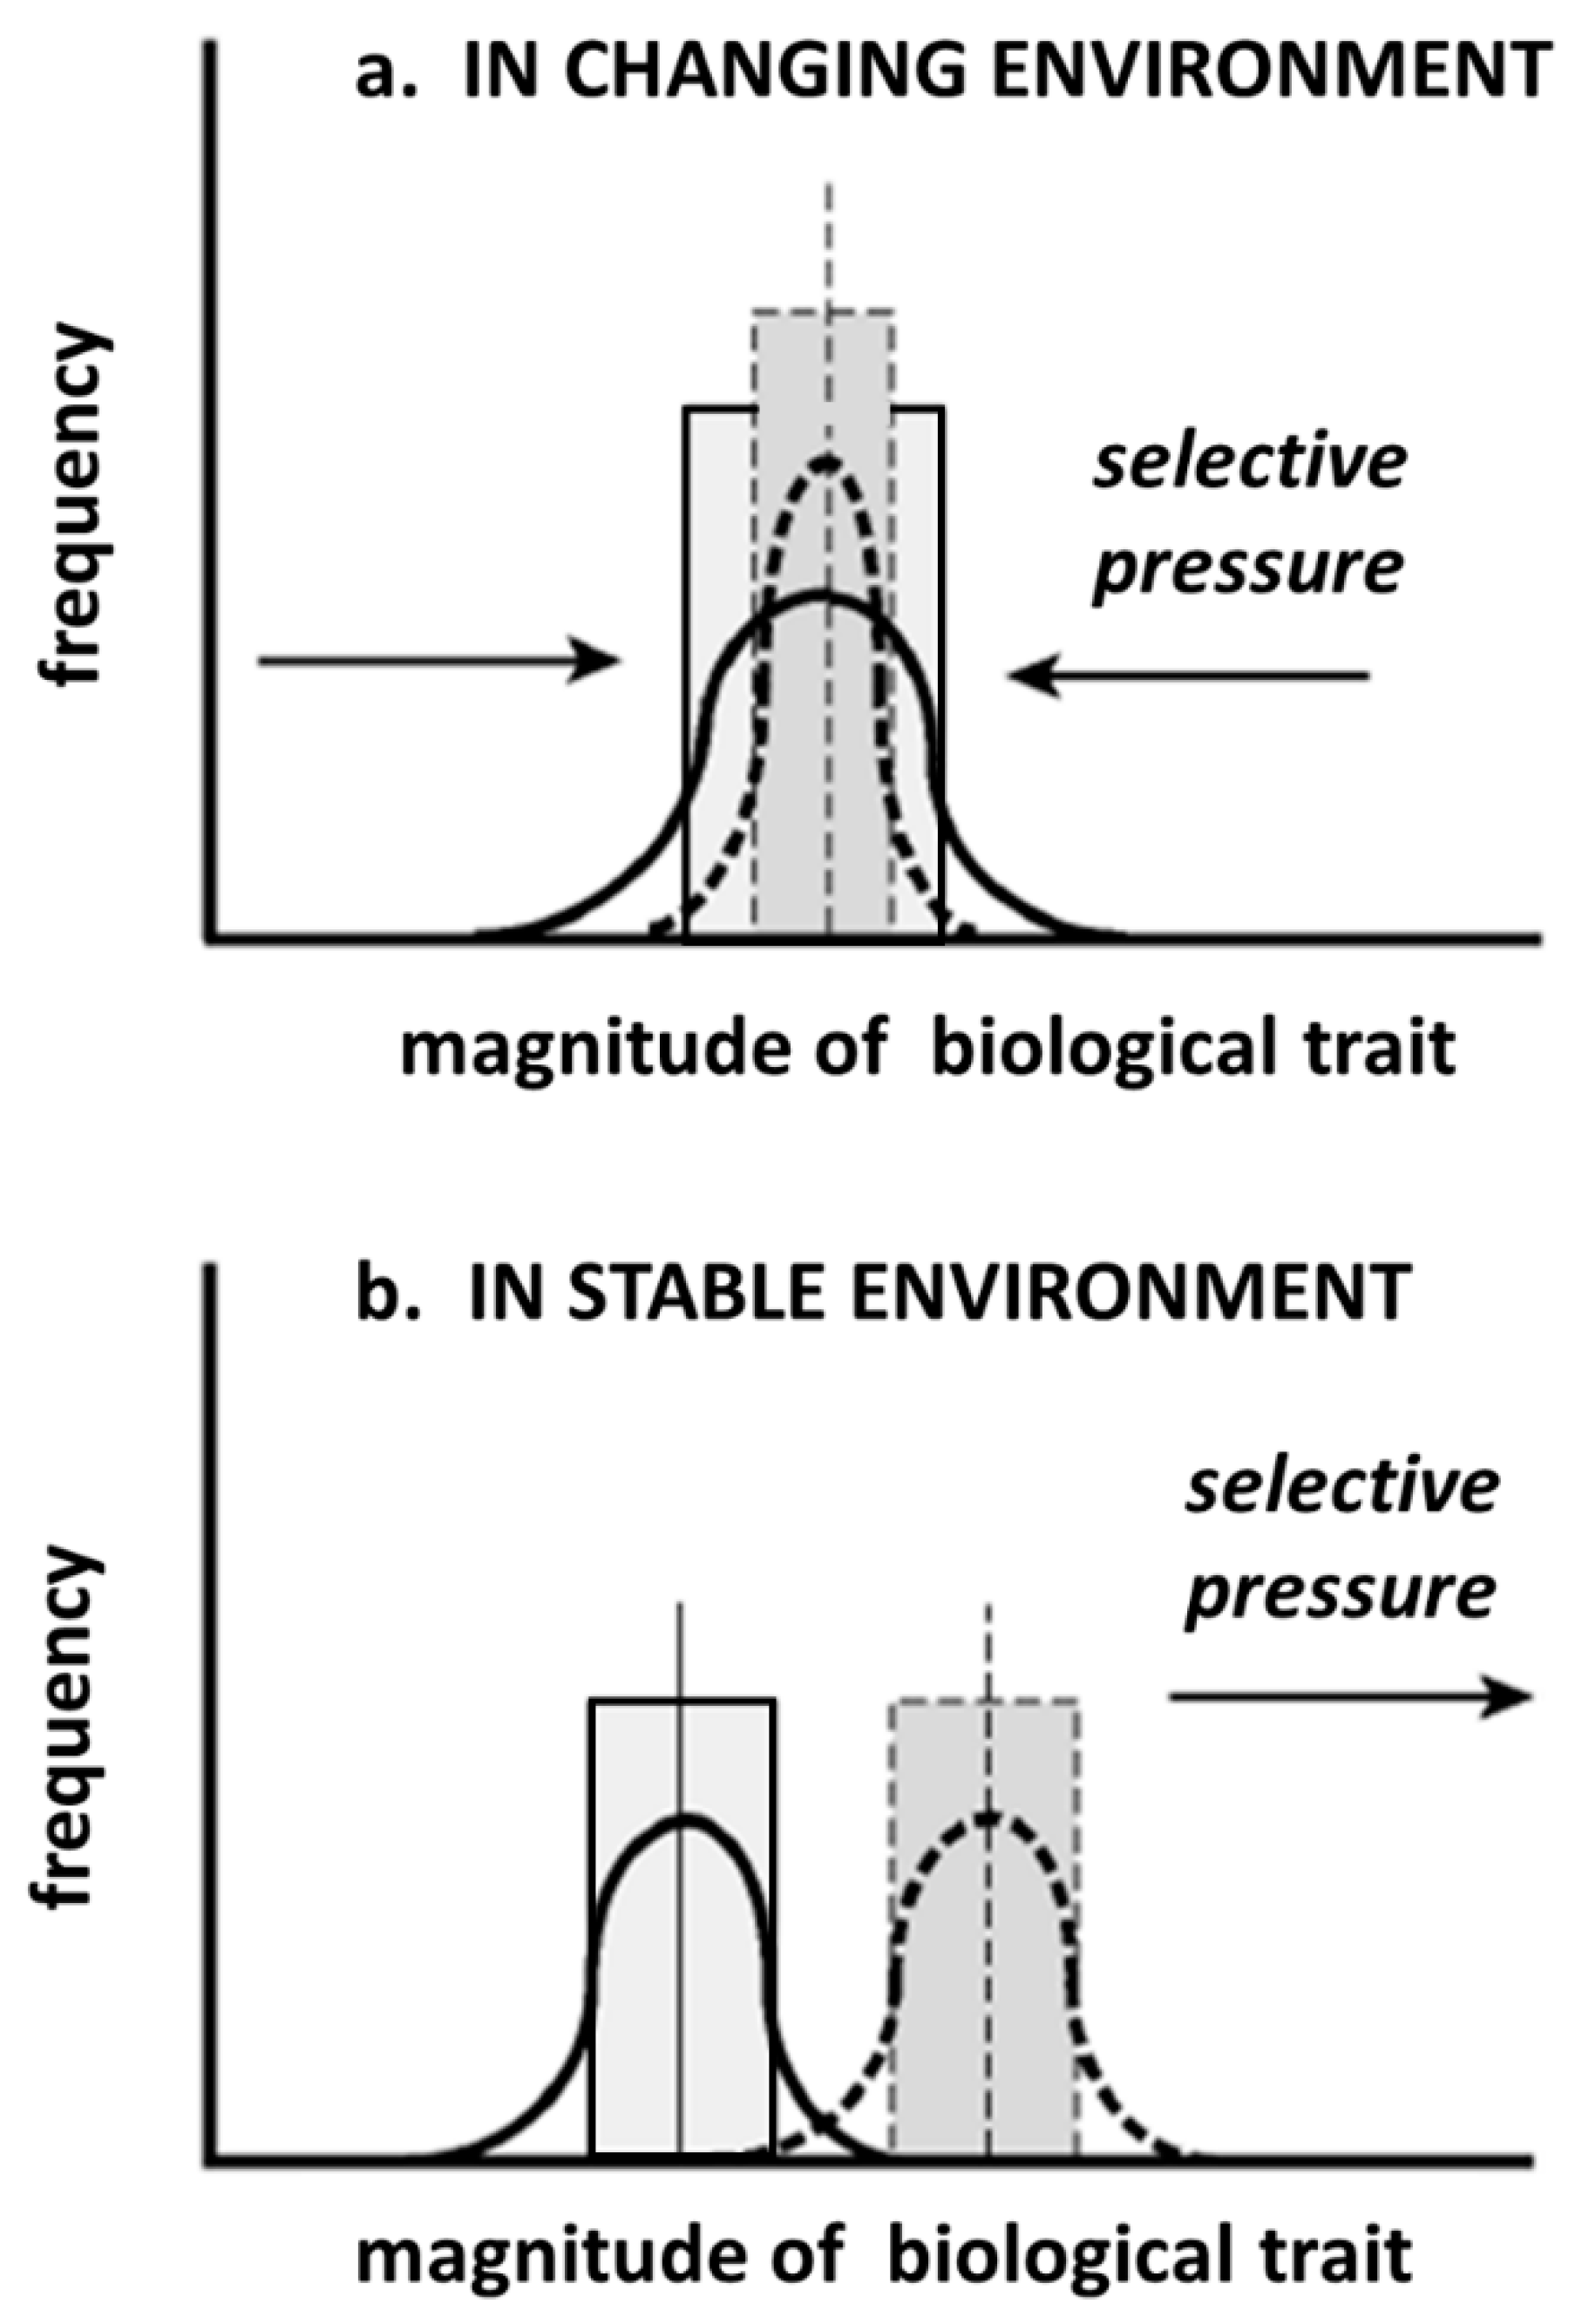 a. IN CHANGING ENVIRONMENT
frequency
selective
pressure
magnitude of biological trait
b. IN STABLE ENVIRONMENT
frequency
selective
pressure
magnitude of biological trait